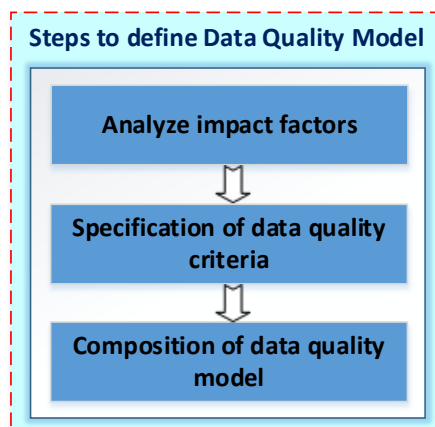 Steps to define Data Quality Model
Analyze impact factors
Specification of data quality
criteria
Composition of data quality
model